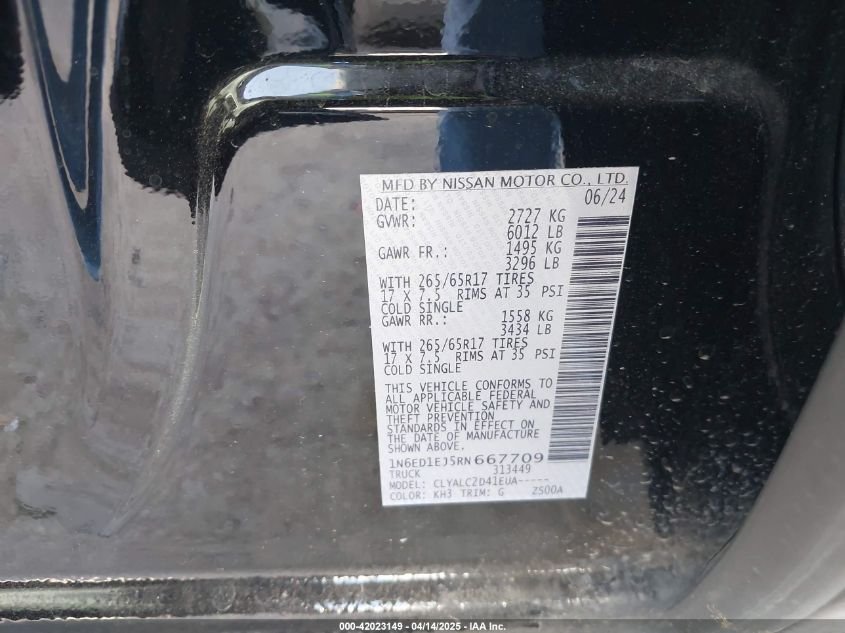 MFD BY NISSAN MOTOR CO., LTD.
DATE: 06/24
GVWR: 2727 KG
6012 LB
GAWR FR.: 1495 KG
3296 LB
WITH 265/65R17 TIRES
17 X 7.5 RIMS AT 35 PSI
COLD SINGLE
GAWR RR.: 1558 KG
3434 LB
WITH 265/65R17 TIRES
17 X 7.5 RIMS AT 35 PSI
COLD SINGLE
THIS VEHICLE CONFORMS TO
ALL APPLICABLE FEDERAL
MOTOR VEHICLE SAFETY AND
THEFT PREVENTION
STANDARDS IN EFFECT ON
THE DATE OF MANUFACTURE
SHOWN ABOVE.
1N6ED1EJ5RN667709
TRUCK 313449
MODEL: CLYALC2D41EUA-----
COLOR: KH3 TRIM: G ZS00A
000-42023149 - 04/14/2025 - IAA Inc.